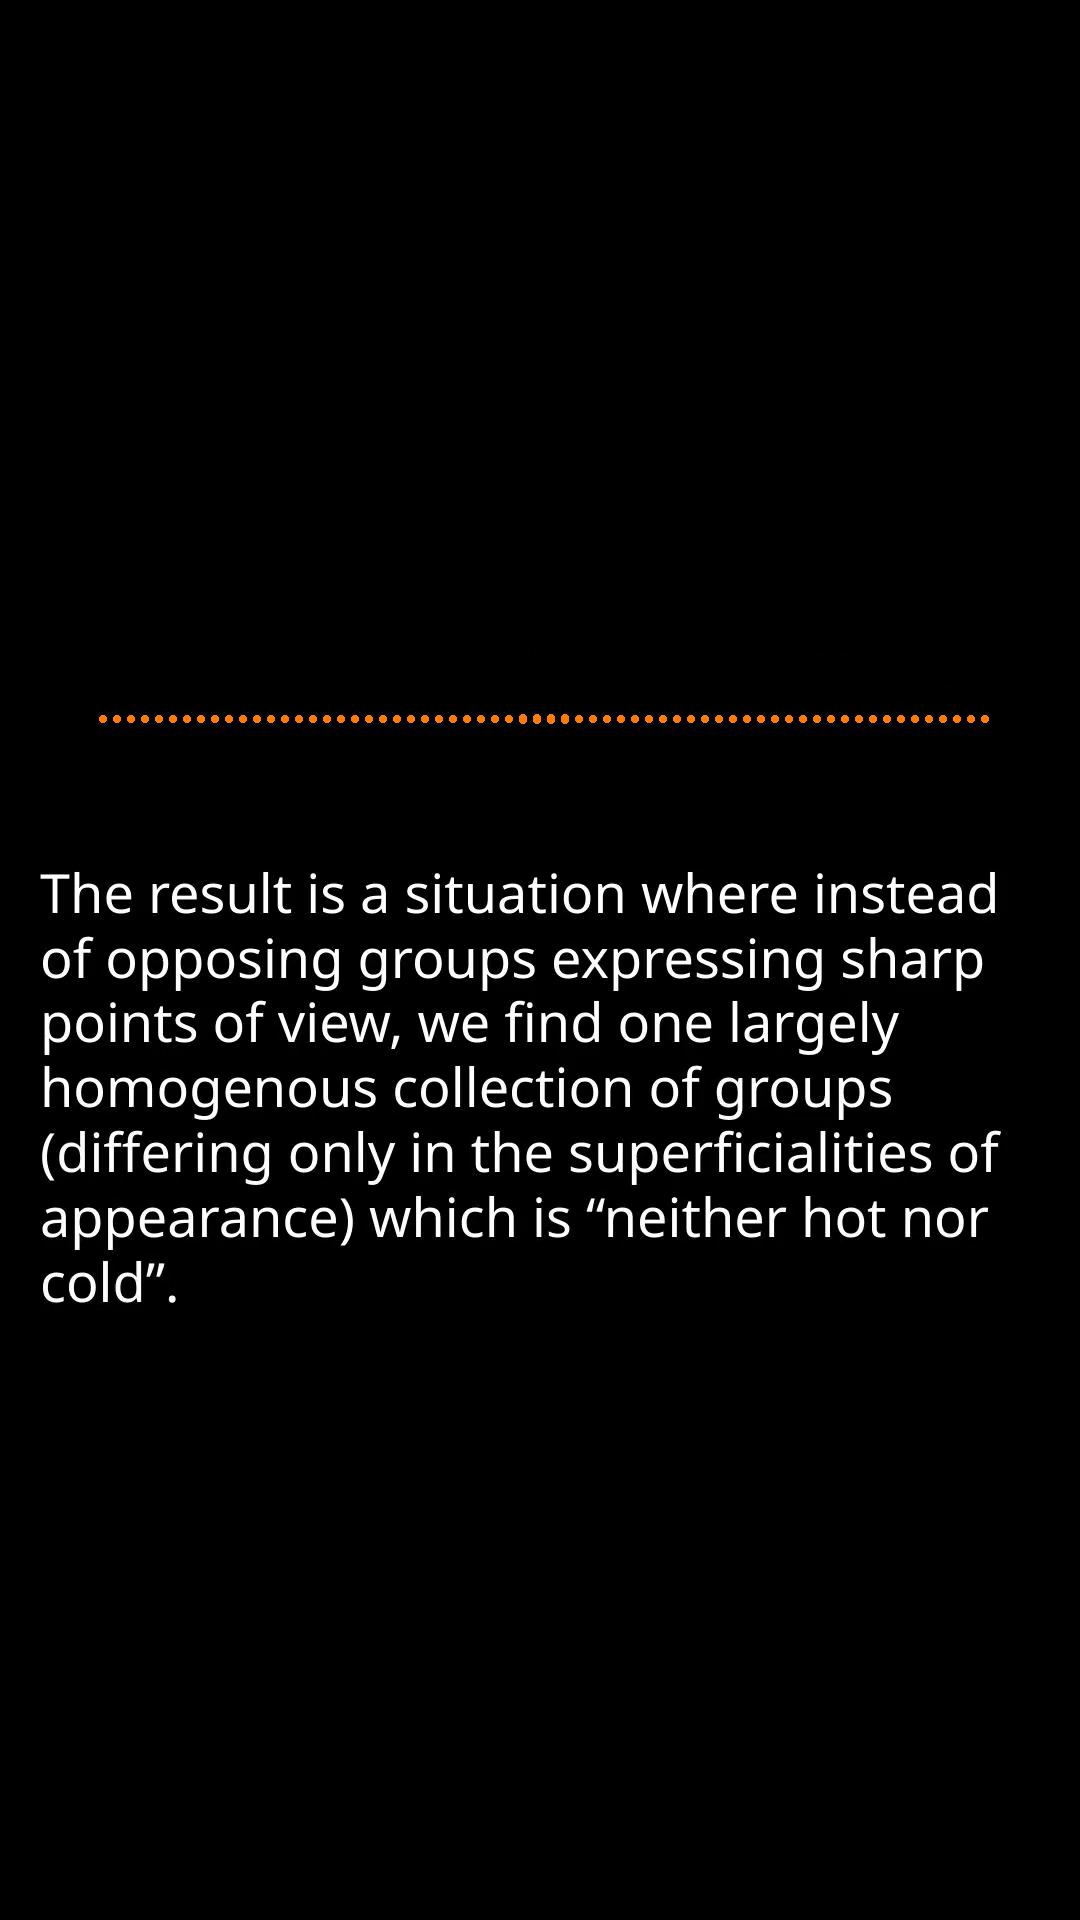 The result is a situation where instead
of opposing groups expressing sharp
points of view, we find one largely
homogenous collection of groups
(differing only in the superficialities of
appearance) which is “neither hot nor
cold”.